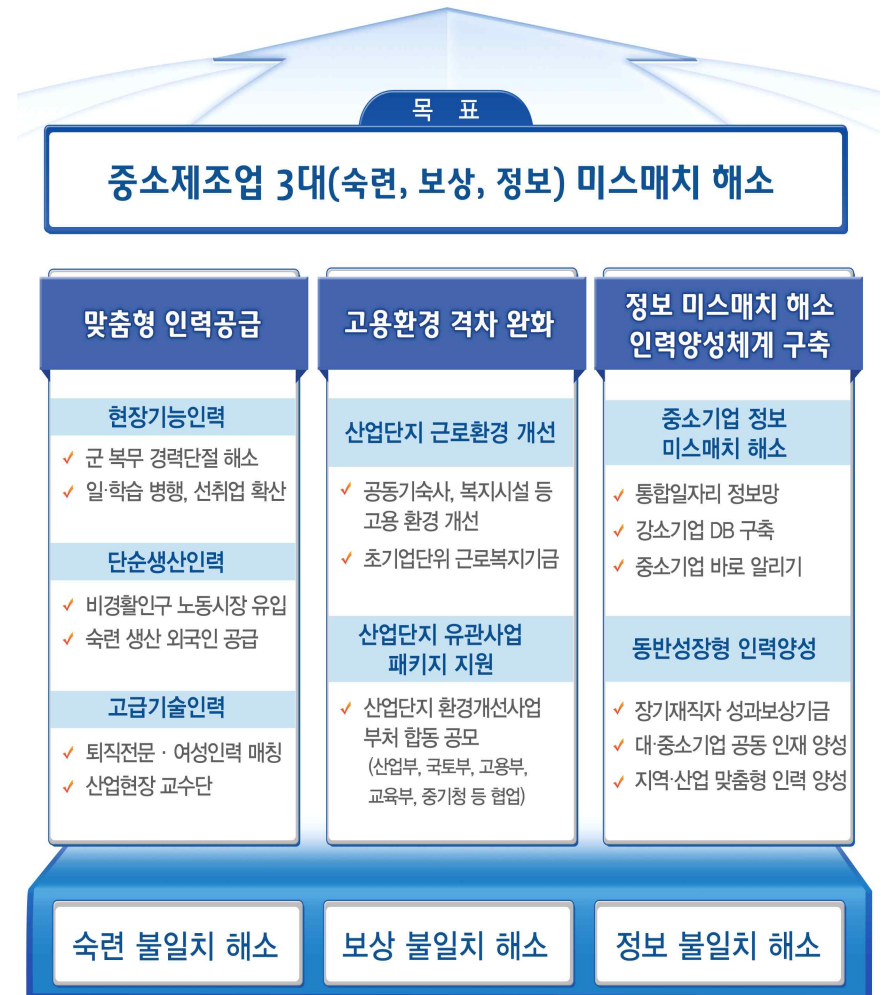 목 표
중소제조업 3대(숙련, 보상, 정보) 미스매치 해소
맞춤형 인력공급
현장기능인력
✓ 군 복무 경력단절 해소
✓ 일·학습 병행, 선취업 확산
단순생산인력
✓ 비경활인구 노동시장 유입
✓ 숙련 생산 외국인 공급
고급기술인력
✓ 퇴직전문 · 여성인력 매칭
✓ 산업현장 교수단
고용환경 격차 완화
산업단지 근로환경 개선
✓ 공동기숙사, 복지시설 등
고용 환경 개선
✓ 초기업단위 근로복지기금
산업단지 유관사업
패키지 지원
✓ 산업단지 환경개선사업
부처 합동 공모
(산업부, 국토부, 고용부,
교육부, 중기청 등 협업)
정보 미스매치 해소
인력양성체계 구축
중소기업 정보
미스매치 해소
✓ 통합일자리 정보망
✓ 강소기업 DB 구축
✓ 중소기업 바로 알리기
동반성장형 인력양성
✓ 장기재직자 성과보상기금
✓ 대·중소기업 공동 인재 양성
✓ 지역·산업 맞춤형 인력 양성
숙련 불일치 해소
보상 불일치 해소
정보 불일치 해소